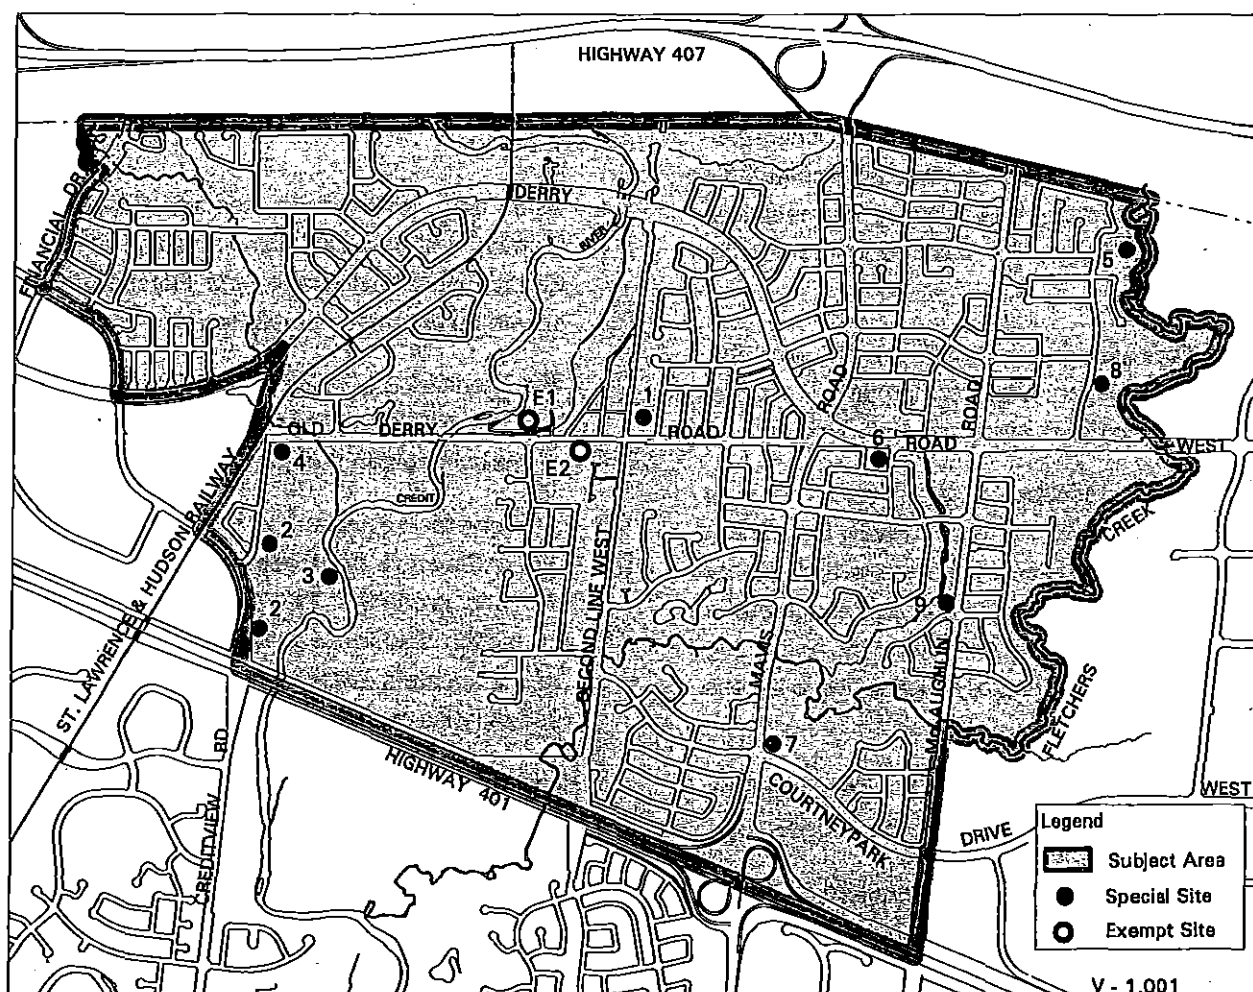 HIGHWAY 407
FINANCIAL DR
DERRY
RIVER
5
ROAD
ROAD
8
E1
1
OLD DERRY ROAD
6
ROAD
WEST
4
E2
CREDIT
CREEK
2
3
ST. LAWRENCE & HUDSON RAILWAY
SECOND LINE WEST
9
2
MAVIS
McLAUGHLIN
FLETCHERS
7
CREDITVIEW RD
HIGHWAY 401
COURTNEYPARK
DRIVE
WEST
Legend
Subject Area
Special Site
Exempt Site
V - 1.001